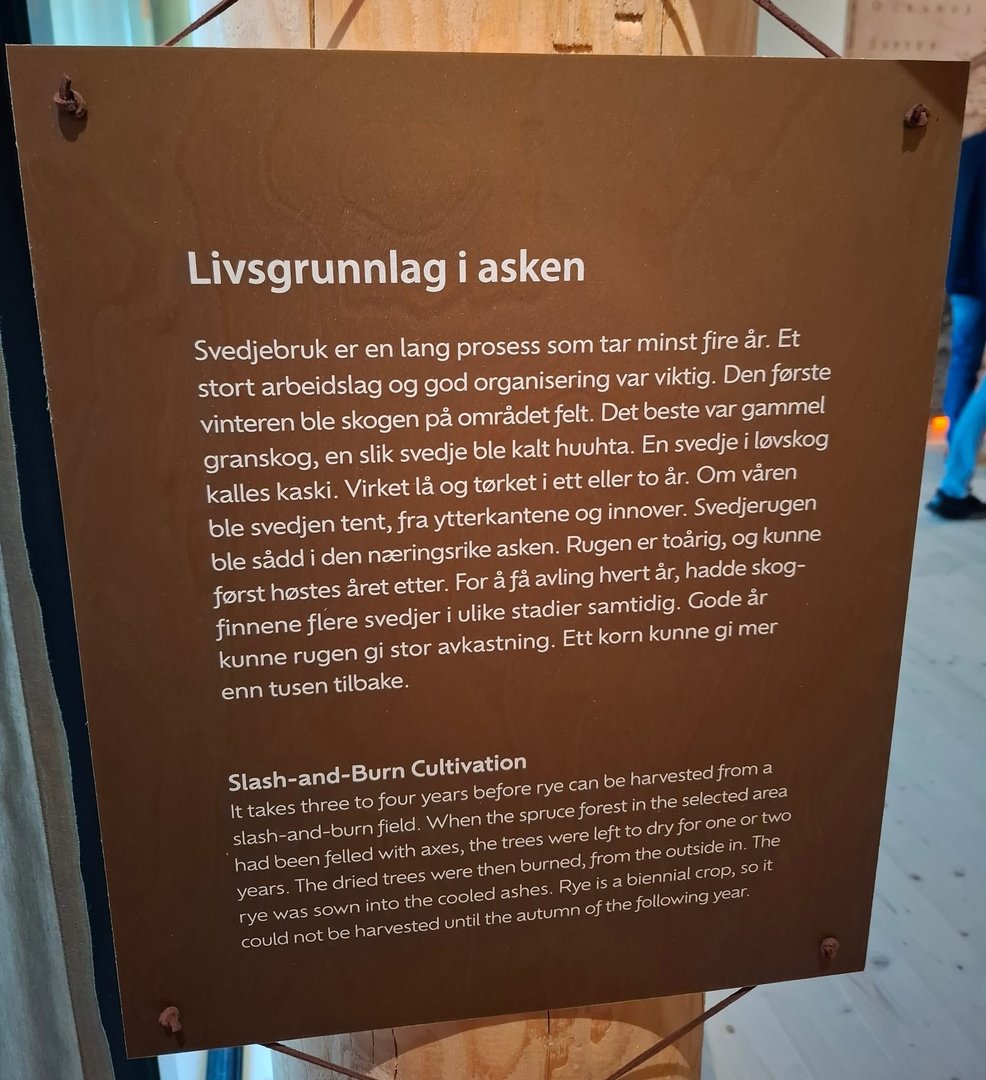 OCEANUS
Livsgrunnlag i asken
Svedjebruk er en lang prosess som tar minst fire år. Et
stort arbeidslag og god organisering var viktig. Den første
vinteren ble skogen på området felt. Det beste var gammel
granskog, en slik svedje ble kalt huuhta. En svedje i løvskog
kalles kaski. Virket lå og tørket i ett eller to år. Om våren
ble svedjen tent, fra ytterkantene og innover. Svedjerugen
ble sådd i den næringsrike asken. Rugen er toårig, og kunne
først høstes året etter. For å få avling hvert år, hadde skog-
finnene flere svedjer i ulike stadier samtidig. Gode år
kunne rugen gi stor avkastning. Ett korn kunne gi mer
enn tusen tilbake.
Slash-and-Burn Cultivation
It takes three to four years before rye can be harvested from a
slash-and-burn field. When the spruce forest in the selected area
had been felled with axes, the trees were left to dry for one or two
years. The dried trees were then burned, from the outside in. The
rye was sown into the cooled ashes. Rye is a biennial crop, so it
could not be harvested until the autumn of the following year.